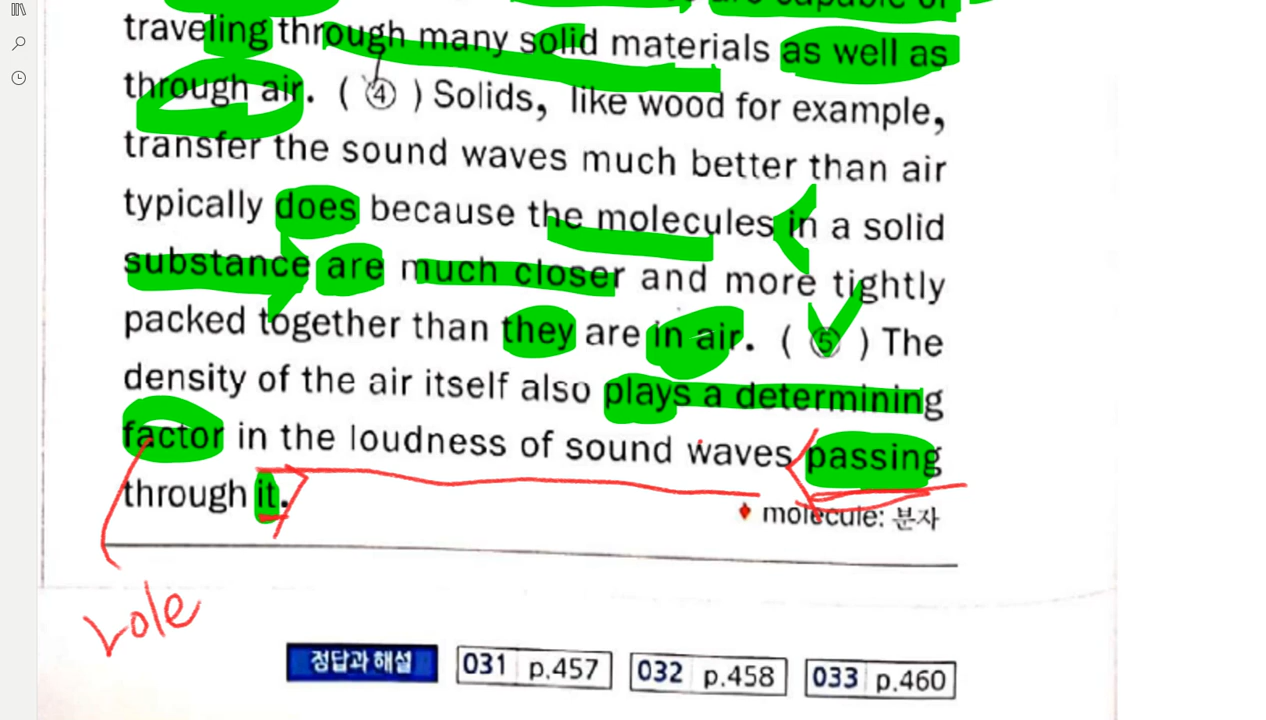 are capable of
traveling through many solid materials as well as
through air. ( ④ ) Solids, like wood for example,
transfer the sound waves much better than air
typically does because the molecules in a solid
substance are much closer and more tightly
packed together than they are in air. ( ⑤ ) The
density of the air itself also plays a determining
factor in the loudness of sound waves passing
through it.
♦ molecule: 분자
role
정답과 해설 031 p.457 032 p.458 033 p.460